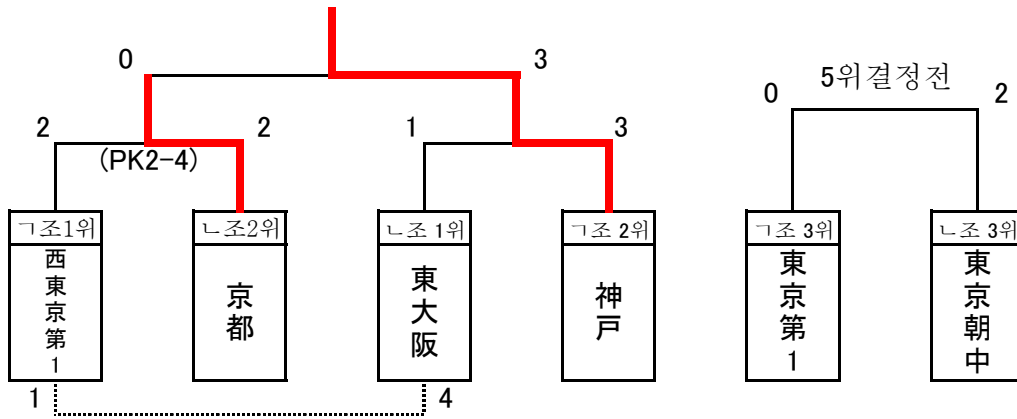 0 3
5위결정전
0 2
2 2 1 3
(PK2-4)
ㄱ조1위 ㄴ조2위 ㄴ조 1위 ㄱ조 2위 ㄱ조 3위 ㄴ조 3위
西東京第1
京都
東大阪
神戸
東京第1
東京朝中
1 4